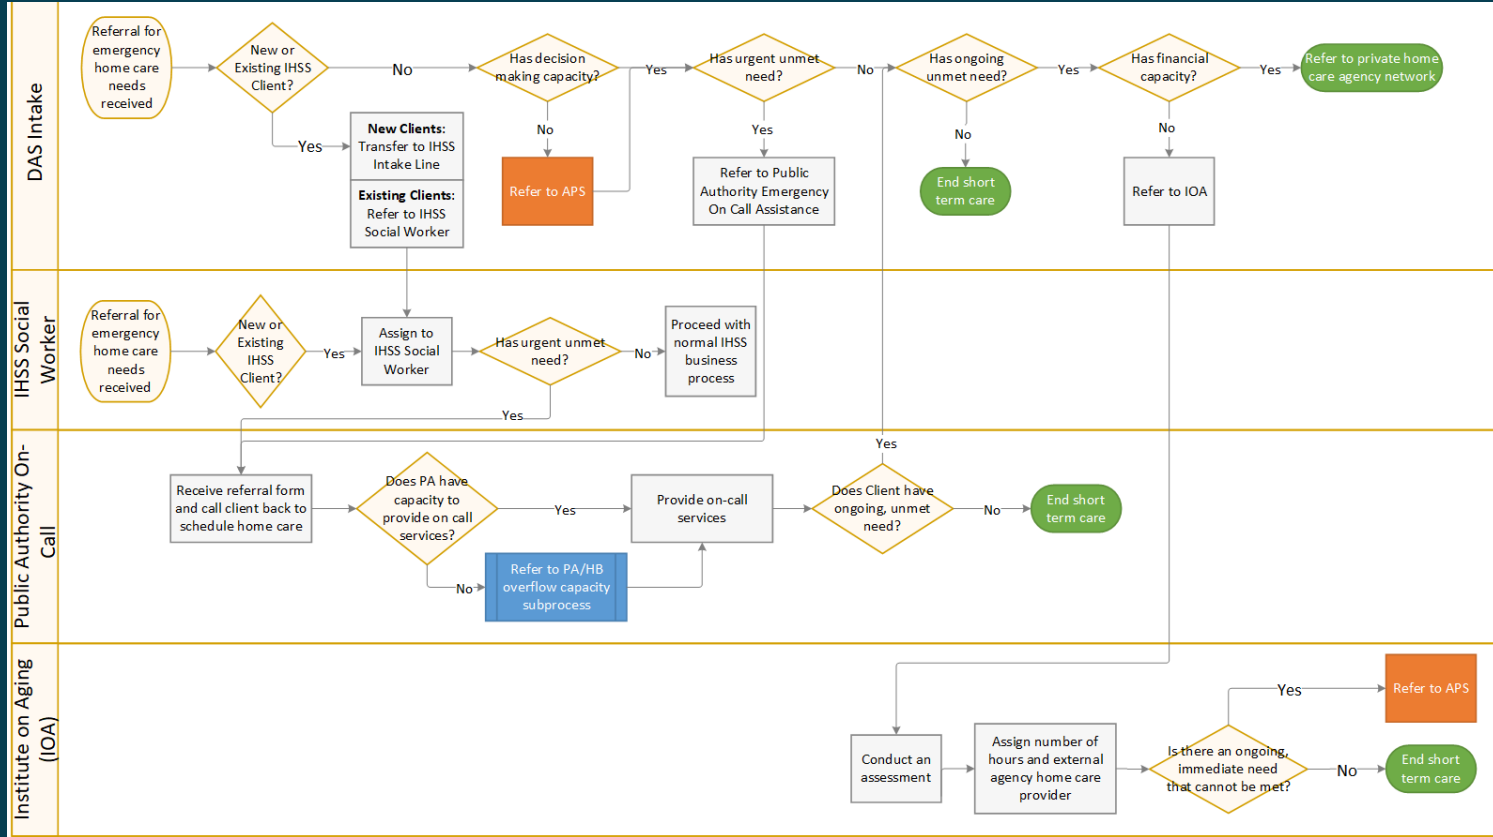 DAS Intake
Referral for
emergency
home care
needs
received
New or
Existing IHSS
Client?
No
Yes
New Clients:
Transfer to IHSS
Intake Line
Existing Clients:
Refer to IHSS
Social Worker
Has decision
making capacity?
Yes
No
Refer to APS
Has urgent unmet
need?
No
Yes
Refer to Public
Authority Emergency
On Call Assistance
Has ongoing
unmet need?
Yes
No
End short
term care
Has financial
capacity?
Yes
No
Refer to IOA
Refer to private home
care agency network
IHSS Social
Worker
Referral for
emergency
home care
needs
received
New or
Existing
IHSS
Client?
Yes
Assign to
IHSS Social
Worker
Has urgent unmet
need?
No
Yes
Proceed with
normal IHSS
business
process
Public Authority On-
Call
Receive referral form
and call client back to
schedule home care
Does PA have
capacity to
provide on call
services?
Yes
No
Refer to PA/HB
overflow capacity
subprocess
Provide on-call
services
Does Client have
ongoing, unmet
need?
Yes
No
End short
term care
Institute on Aging
(IOA)
Conduct an
assessment
Assign number of
hours and external
agency home care
provider
Is there an ongoing,
immediate need
that cannot be met?
Yes
Refer to APS
No
End short
term care